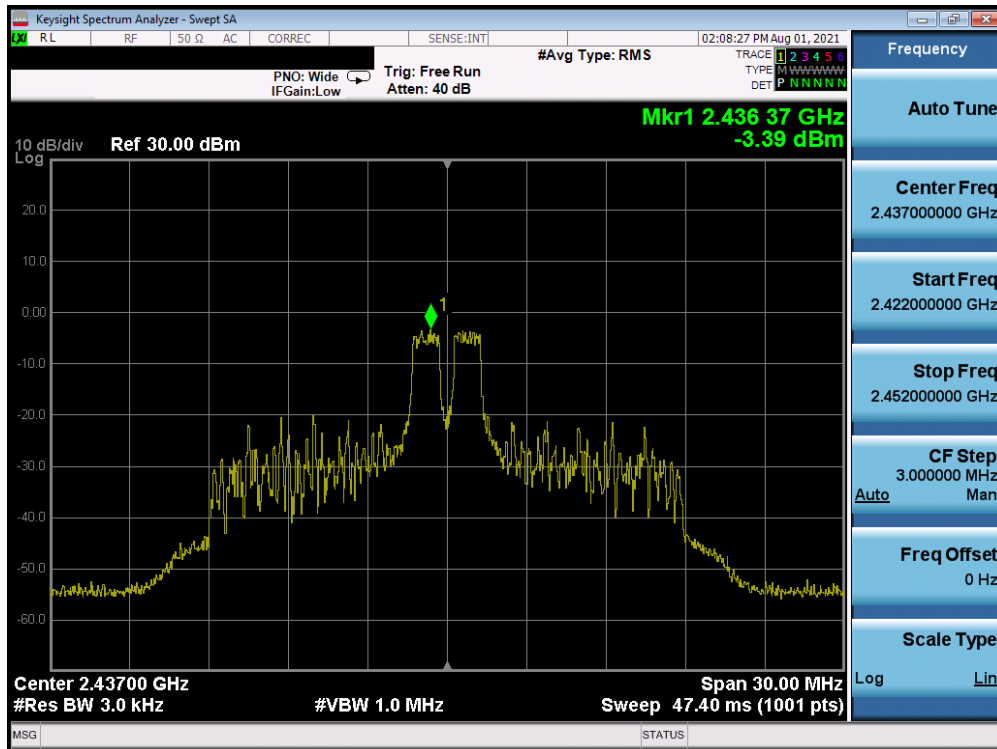 Keysight Spectrum Analyzer - Swept SA
LXI RL RF 50 Ω AC CORREC SENSE:INT 02:08:27 PM Aug 01, 2021
#Avg Type: RMS TRACE 1 2 3 4 5 6
PNO: Wide Trig: Free Run TYPE M W W W W W
IFGain:Low Atten: 40 dB DET P N N N N N
Mkr1 2.436 37 GHz
-3.39 dBm
10 dB/div Ref 30.00 dBm
Log
20.0
10.0
1
0.00
-10.0
-20.0
-30.0
-40.0
-50.0
-60.0
Center 2.43700 GHz Span 30.00 MHz
#Res BW 3.0 kHz #VBW 1.0 MHz Sweep 47.40 ms (1001 pts)
MSG STATUS
Frequency
Auto Tune
Center Freq
2.437000000 GHz
Start Freq
2.422000000 GHz
Stop Freq
2.452000000 GHz
CF Step
3.000000 MHz
Auto Man
Freq Offset
0 Hz
Scale Type
Log Lin